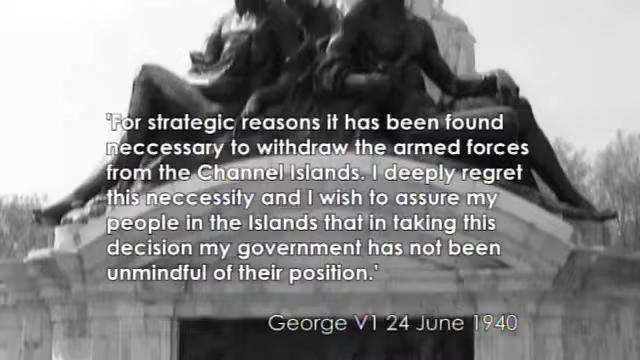 'For strategic reasons it has been found
neccessary to withdraw the armed forces
from the Channel Islands. I deeply regret
this neccessity and I wish to assure my
people in the Islands that in taking this
decision my government has not been
unmindful of their position.'
George V1 24 June 1940